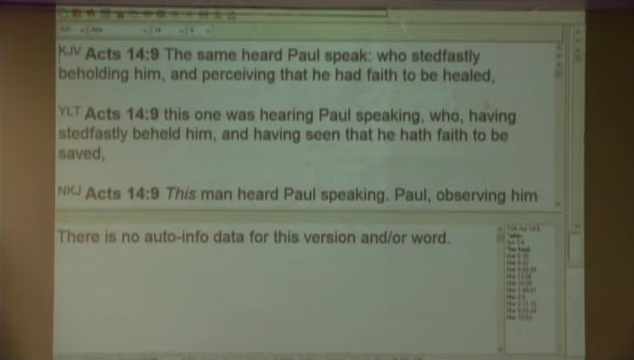 KJV Acts 14:9 The same heard Paul speak: who stedfastly
beholding him, and perceiving that he had faith to be healed,
YLT Acts 14:9 this one was hearing Paul speaking, who, having
stedfastly beheld him, and having seen that he hath faith to be
saved,
NKJ Acts 14:9 This man heard Paul speaking. Paul, observing him
There is no auto-info data for this version and/or word.